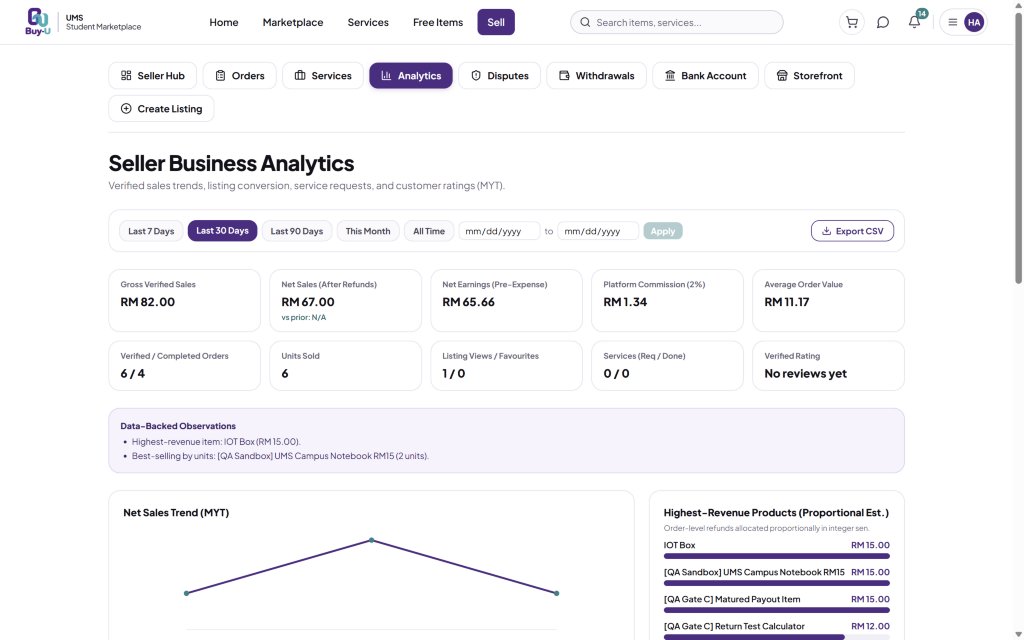 Buy-U
UMS
Student Marketplace
Home
Marketplace
Services
Free Items
Sell
Search items, services...
14
HA
Seller Hub
Orders
Services
Analytics
Disputes
Withdrawals
Bank Account
Storefront
Create Listing
Seller Business Analytics
Verified sales trends, listing conversion, service requests, and customer ratings (MYT).
Last 7 Days
Last 30 Days
Last 90 Days
This Month
All Time
mm/dd/yyyy
to
mm/dd/yyyy
Apply
Export CSV
Gross Verified Sales
RM 82.00
Net Sales (After Refunds)
RM 67.00
vs prior: N/A
Net Earnings (Pre-Expense)
RM 65.66
Platform Commission (2%)
RM 1.34
Average Order Value
RM 11.17
Verified / Completed Orders
6 / 4
Units Sold
6
Listing Views / Favourites
1 / 0
Services (Req / Done)
0 / 0
Verified Rating
No reviews yet
Data-Backed Observations
• Highest-revenue item: IOT Box (RM 15.00).
• Best-selling by units: [QA Sandbox] UMS Campus Notebook RM15 (2 units).
Net Sales Trend (MYT)
Highest-Revenue Products (Proportional Est.)
Order-level refunds allocated proportionally in integer sen.
IOT Box RM 15.00
[QA Sandbox] UMS Campus Notebook RM15 RM 15.00
[QA Gate C] Matured Payout Item RM 15.00
[QA Gate C] Return Test Calculator RM 12.00